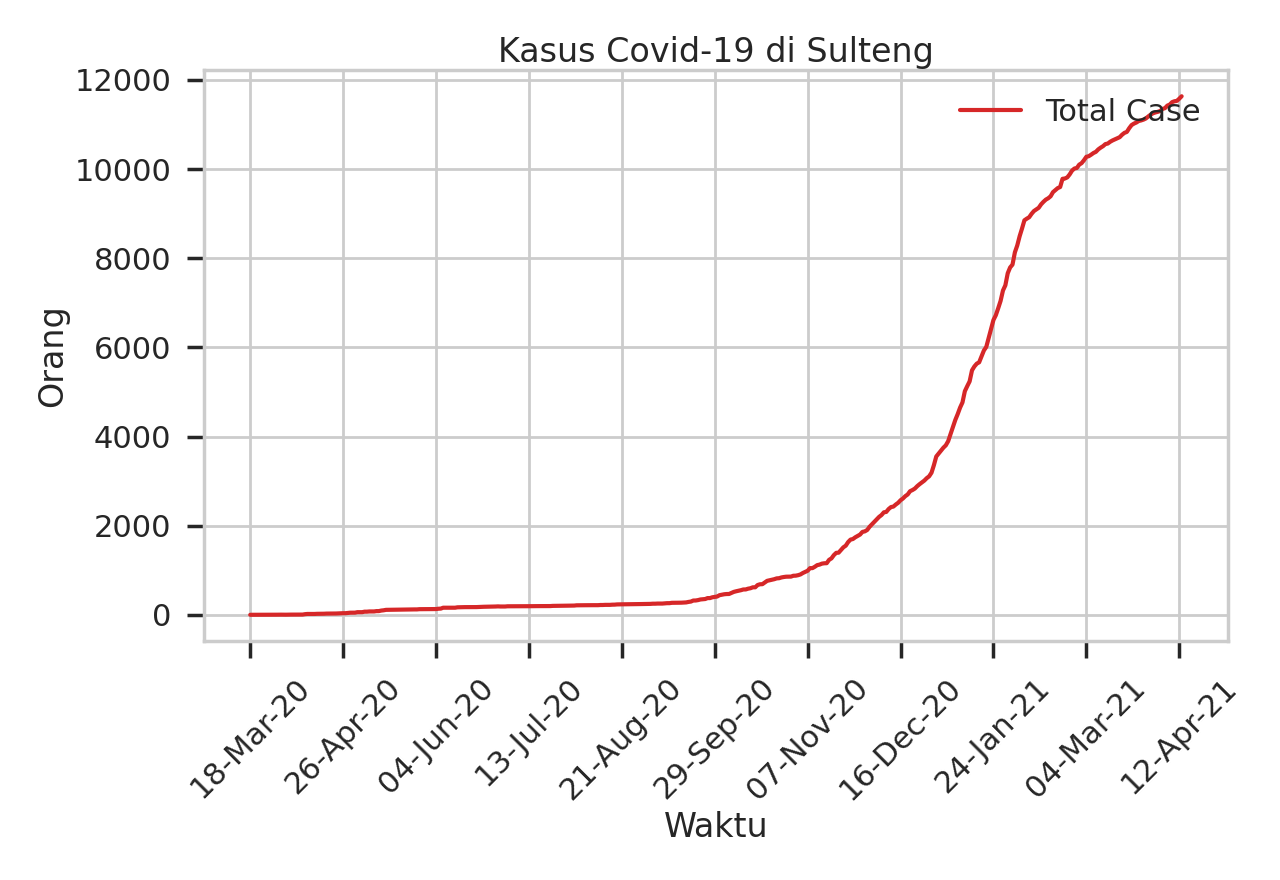 Kasus Covid-19 di Sulteng
Total Case
12000
10000
8000
6000
4000
2000
0
Orang
18-Mar-20
26-Apr-20
04-Jun-20
13-Jul-20
21-Aug-20
29-Sep-20
07-Nov-20
16-Dec-20
24-Jan-21
04-Mar-21
12-Apr-21
Waktu